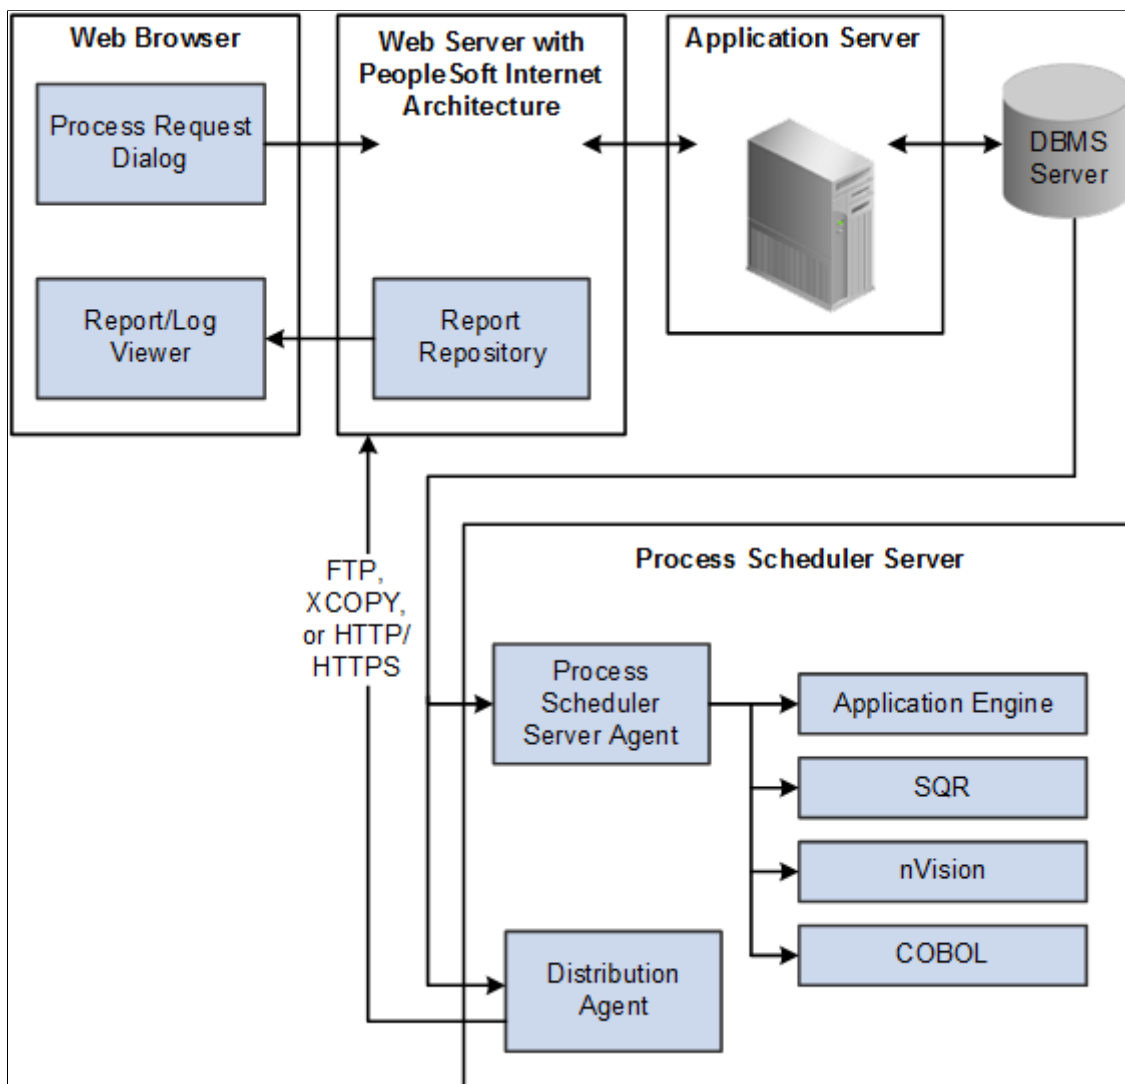 Web Browser
Process Request
Dialog
Report/Log
Viewer
Web Server with
PeopleSoft Internet
Architecture
Report
Repository
Application Server
DBMS
Server
FTP,
XCOPY,
or HTTP/
HTTPS
Process Scheduler Server
Process
Scheduler
Server Agent
Application Engine
SQR
nVision
COBOL
Distribution
Agent